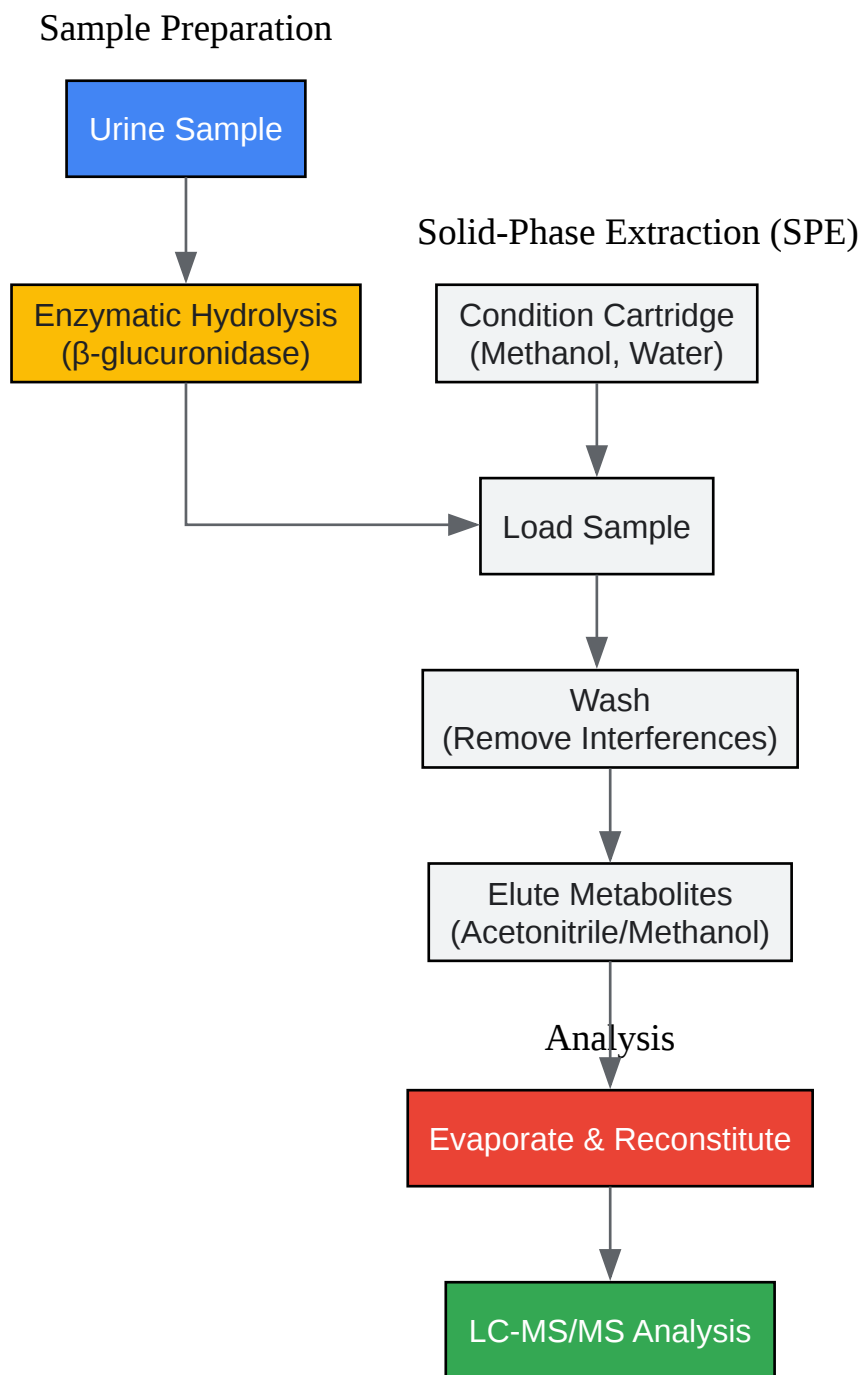 Sample Preparation
Urine Sample
Solid-Phase Extraction (SPE)
Enzymatic Hydrolysis
(β-glucuronidase)
Condition Cartridge
(Methanol, Water)
Load Sample
Wash
(Remove Interferences)
Elute Metabolites
(Acetonitrile/Methanol)
Analysis
Evaporate & Reconstitute
LC-MS/MS Analysis